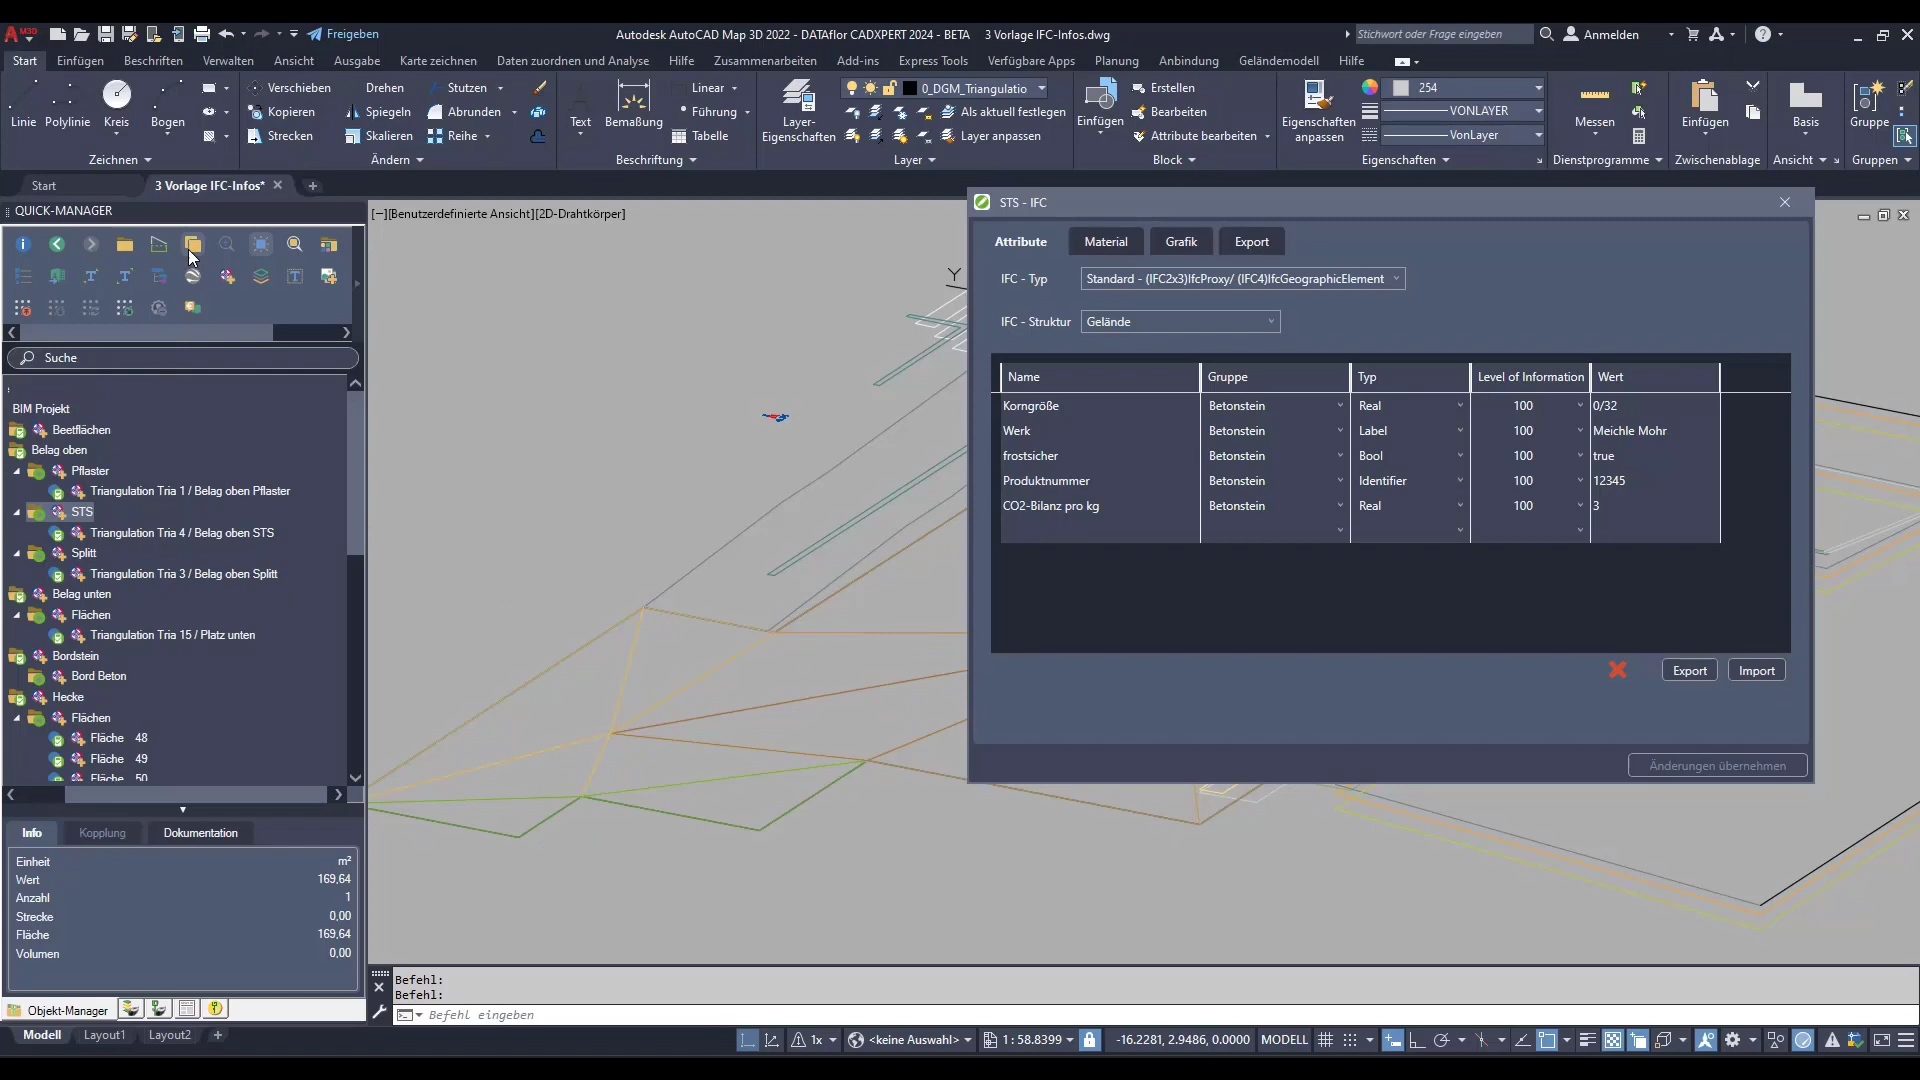 M3D
Freigeben
Autodesk AutoCAD Map 3D 2022 - DATAflor CADXPERT 2024 - BETA
3 Vorlage IFC-Infos.dwg
Stichwort oder Frage eingeben
Anmelden
Start
Einfügen
Beschriften
Verwalten
Ansicht
Ausgabe
Karte zeichnen
Daten zuordnen und Analyse
Hilfe
Zusammenarbeiten
Add-ins
Express Tools
Verfügbare Apps
Planung
Anbindung
Geländemodell
Hilfe
Linie
Polylinie
Kreis
Bogen
Verschieben
Drehen
Stutzen
Kopieren
Spiegeln
Abrunden
Strecken
Skalieren
Reihe
Text
Bemaßung
Linear
Führung
Tabelle
Layer-
Eigenschaften
0_DGM_Triangulatio
Als aktuell festlegen
Layer anpassen
Einfügen
Erstellen
Bearbeiten
Attribute bearbeiten
Eigenschaften
anpassen
254
VONLAYER
VonLayer
Messen
Einfügen
Basis
Gruppe
Zeichnen
Ändern
Beschriftung
Layer
Block
Eigenschaften
Dienstprogramme
Zwischenablage
Ansicht
Gruppen
Start
3 Vorlage IFC-Infos*
QUICK-MANAGER
[−][Benutzerdefinierte Ansicht][2D-Drahtkörper]
Suche
BIM Projekt
Beetflächen
Belag oben
Pflaster
Triangulation Tria 1 / Belag oben Pflaster
STS
Triangulation Tria 4 / Belag oben STS
Splitt
Triangulation Tria 3 / Belag oben Splitt
Belag unten
Flächen
Triangulation Tria 15 / Platz unten
Bordstein
Bord Beton
Hecke
Flächen
Fläche 48
Fläche 49
Fläche 50
Info
Kopplung
Dokumentation
Einheit m²
Wert 169,64
Anzahl 1
Strecke 0,00
Fläche 169,64
Volumen 0,00
Objekt-Manager
Y
STS - IFC
Attribute
Material
Grafik
Export
IFC - Typ
Standard - (IFC2x3)IfcProxy/ (IFC4)IfcGeographicElement
IFC - Struktur
Gelände
Name Gruppe Typ Level of Information Wert
Korngröße Betonstein Real 100 0/32
Werk Betonstein Label 100 Meichle Mohr
frostsicher Betonstein Bool 100 true
Produktnummer Betonstein Identifier 100 12345
CO2-Bilanz pro kg Betonstein Real 100 3
Export
Import
Änderungen übernehmen
Befehl:
Befehl:
Befehl eingeben
Modell
Layout1
Layout2
1x
<keine Auswahl>
1 : 58.8399
-16.2281, 2.9486, 0.0000
MODELL